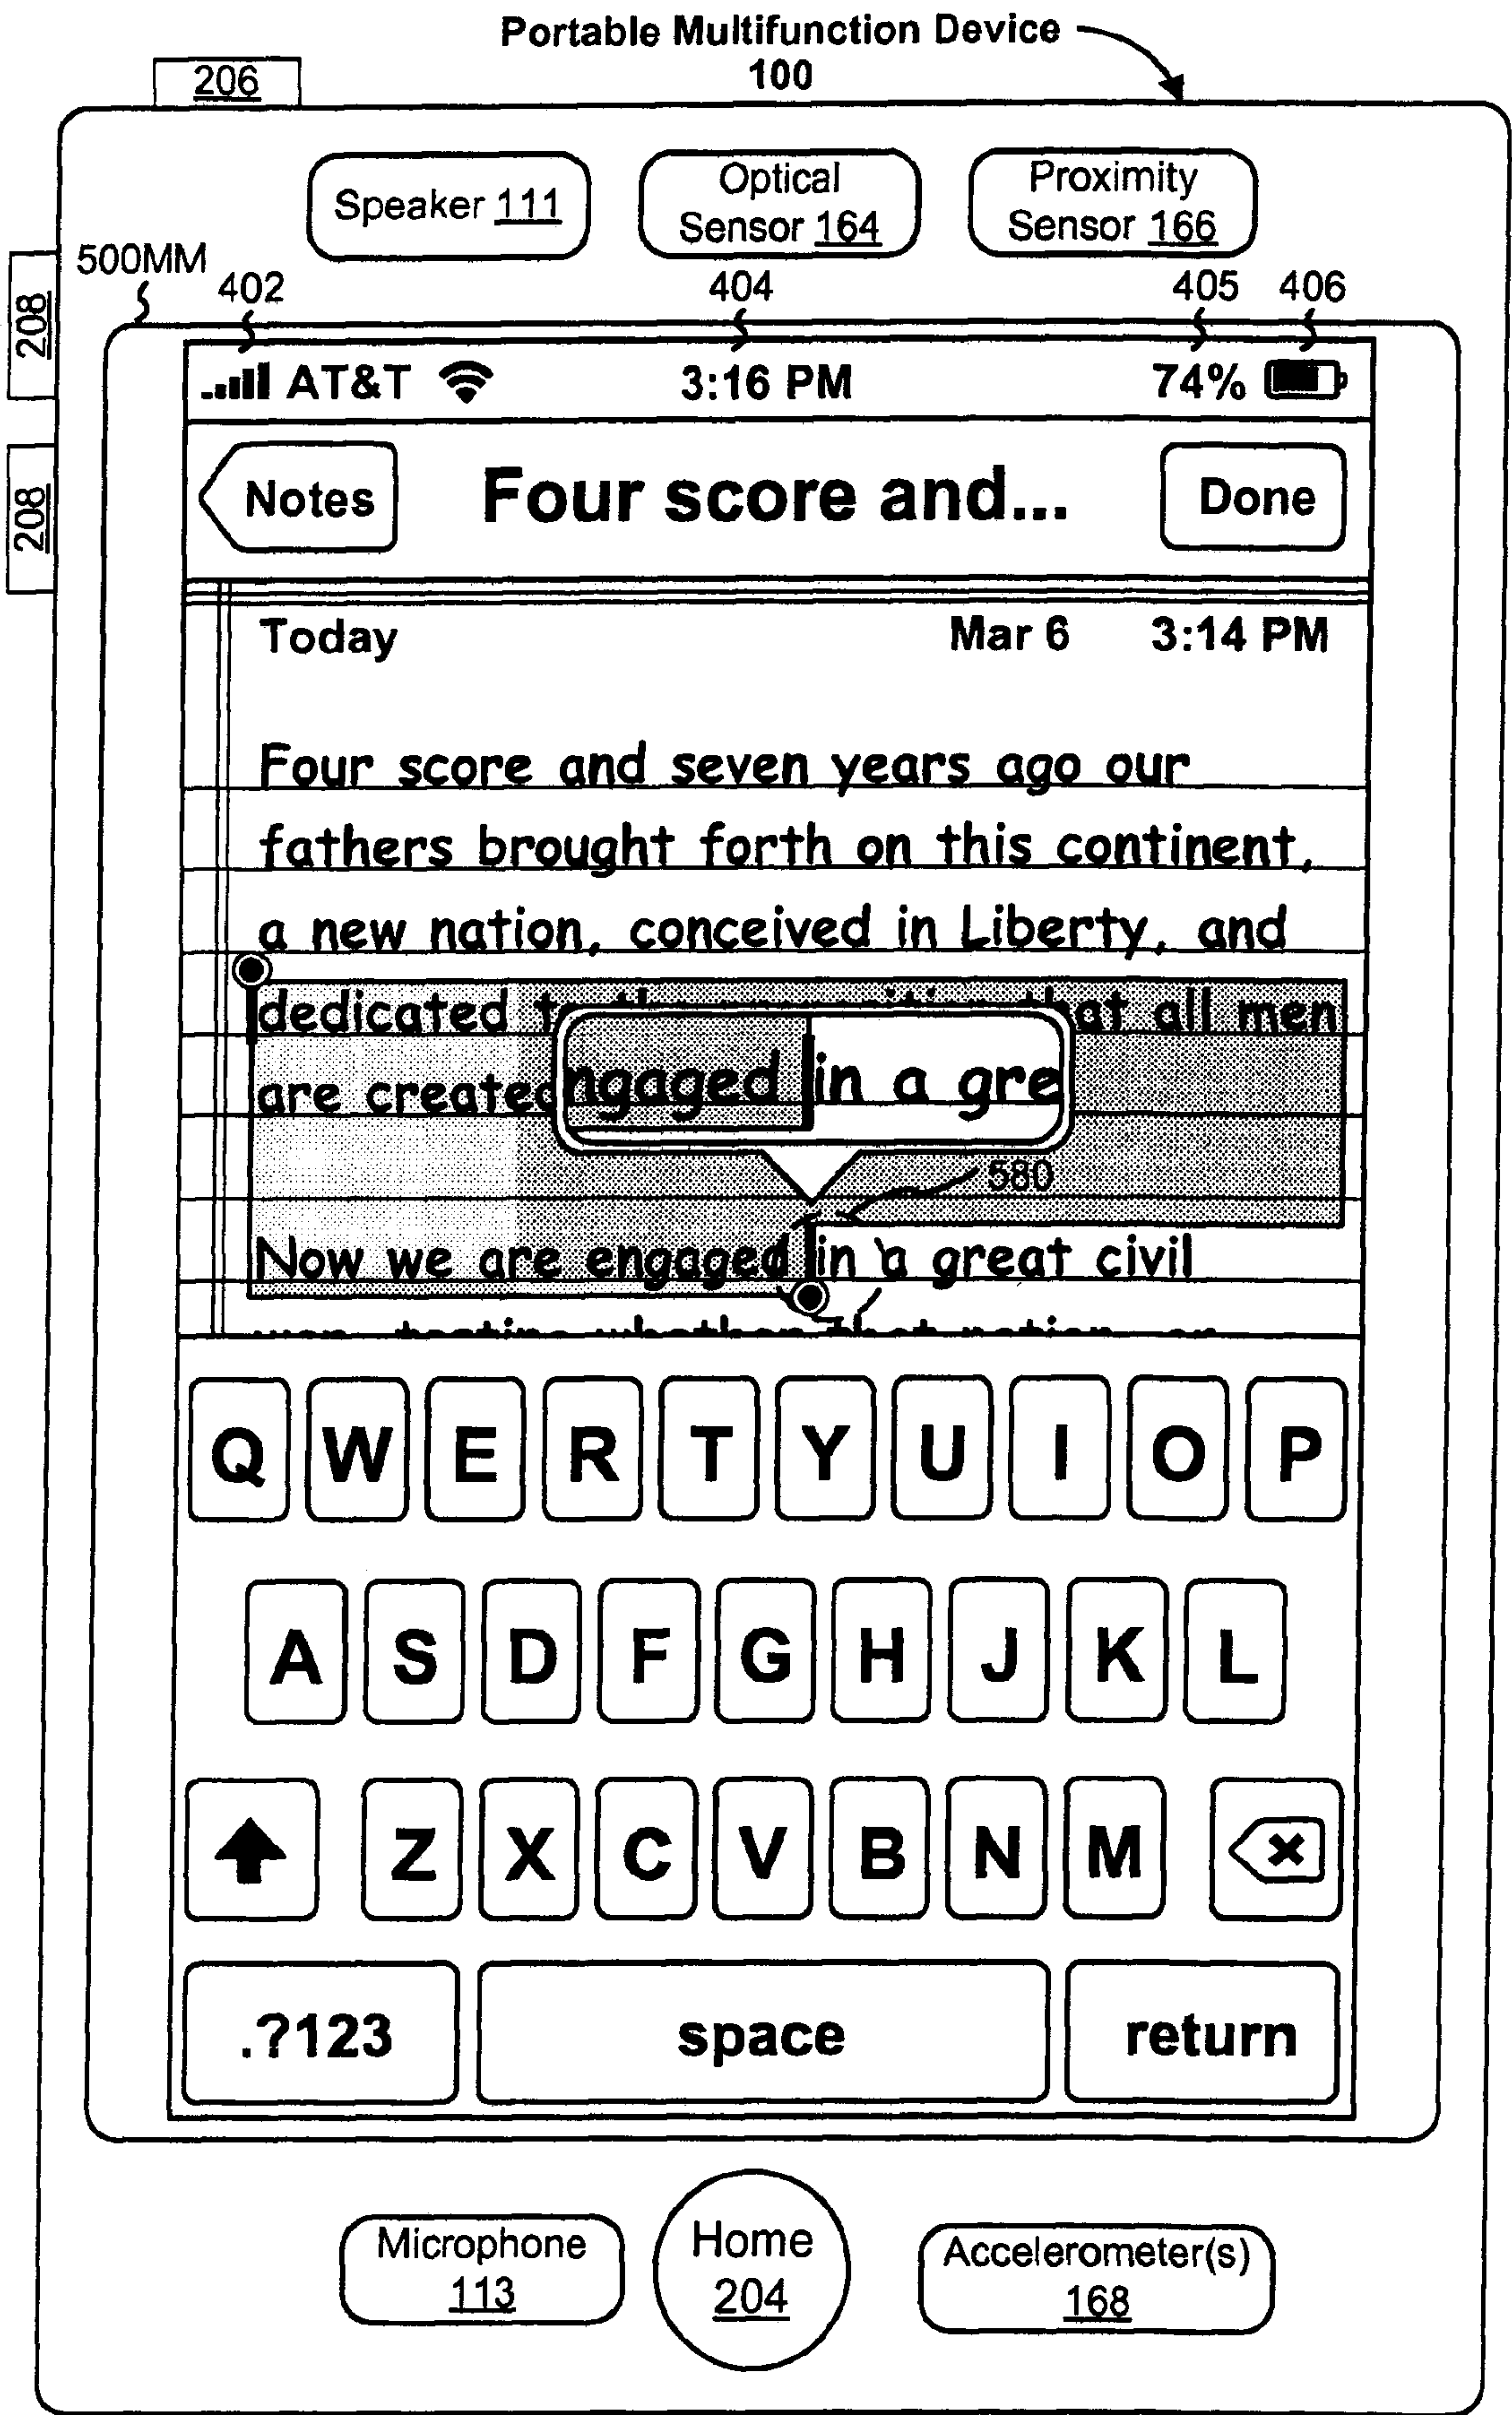 Portable Multifunction Device
100
206
Speaker 111
Optical
Sensor 164
Proximity
Sensor 166
208
208
500MM
402
404
405
406
AT&T 3:16 PM 74%
Notes Four score and... Done
Today Mar 6 3:14 PM
Four score and seven years ago our
fathers brought forth on this continent,
a new nation, conceived in Liberty, and
dedicated that all men
are created
ngaged in a gre
580
Now we are engaged in a great civil
that nation
Q W E R T Y U I O P
A S D F G H J K L
Z X C V B N M
.?123 space return
Microphone
113
Home
204
Accelerometer(s)
168